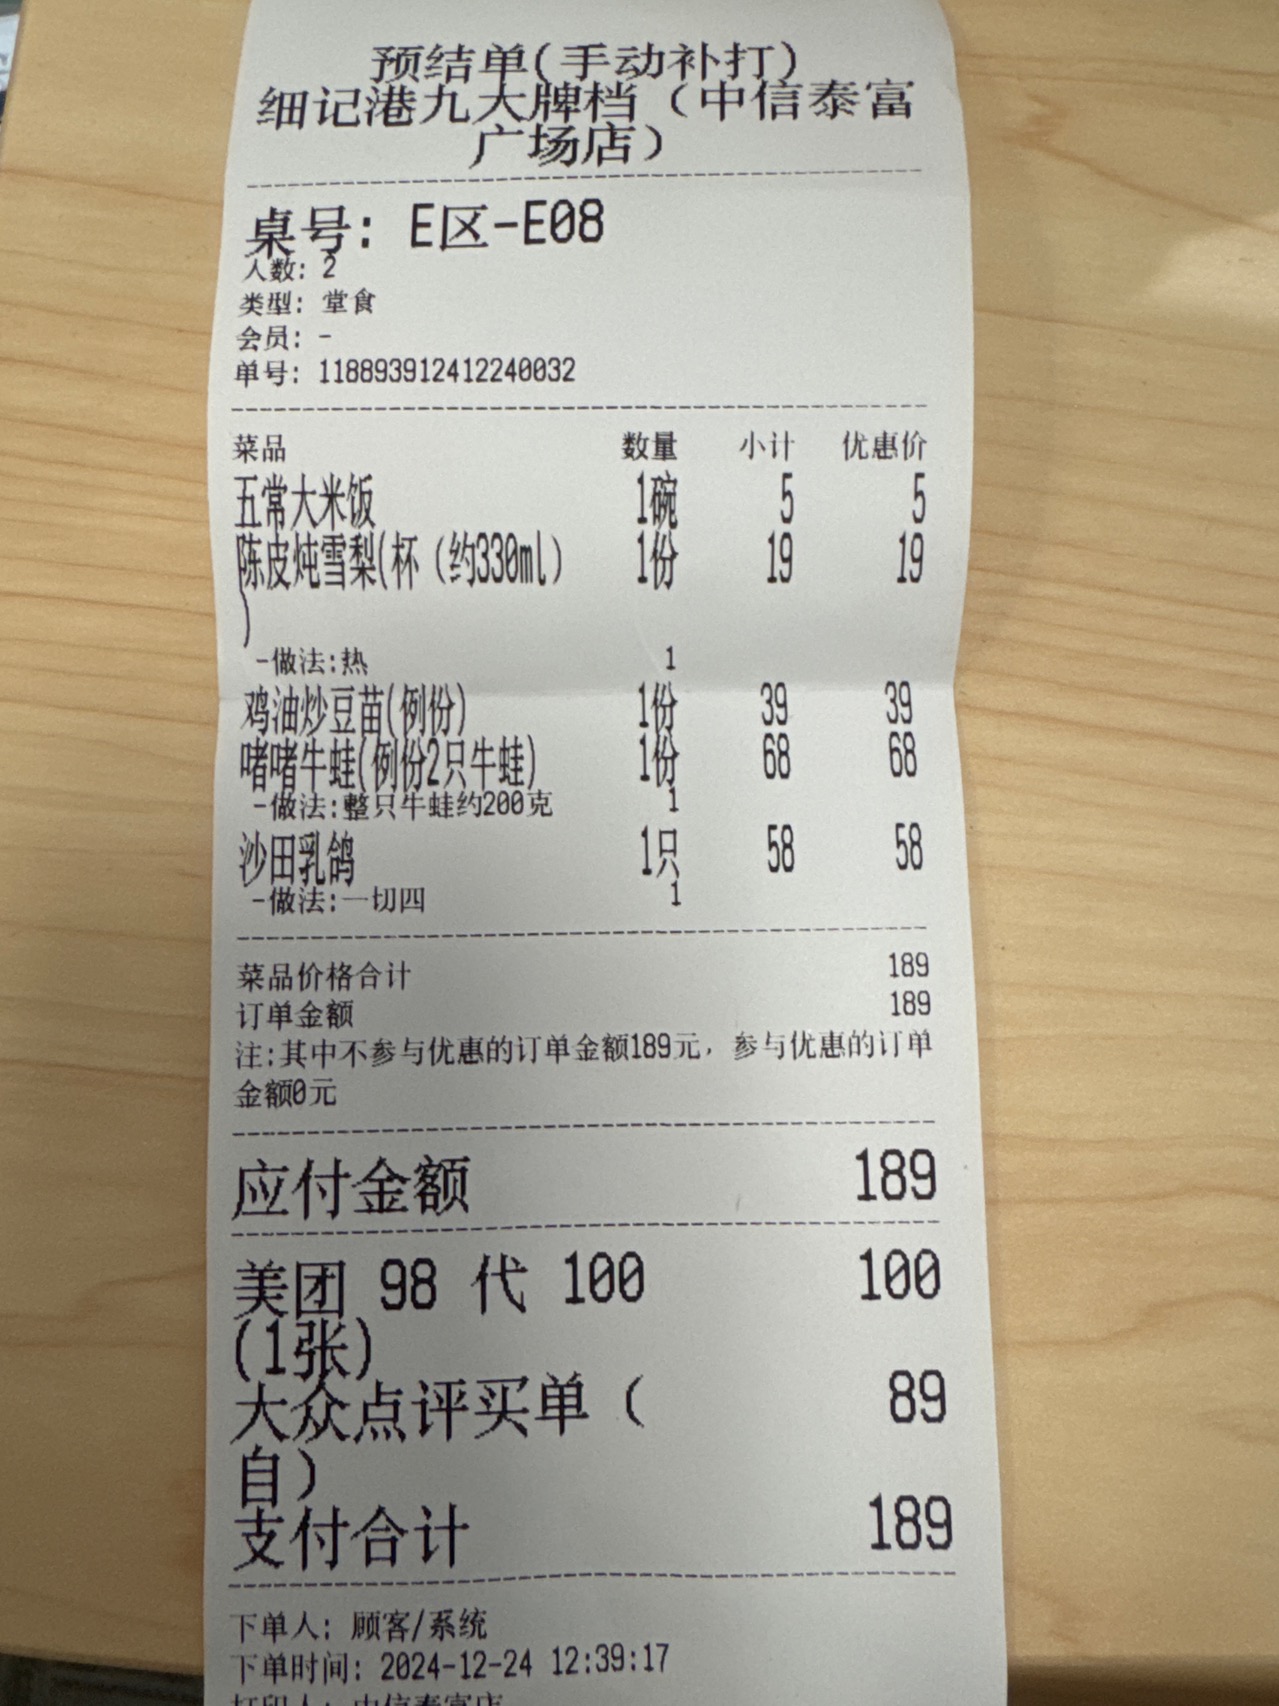 预结单(手动补打)
细记港九大牌档（中信泰富
广场店）
桌号: E区-E08
人数: 2
类型: 堂食
会员: -
单号: 118893912412240032
菜品 数量 小计 优惠价
五常大米饭 1碗 5 5
陈皮炖雪梨(杯（约330ml） 1份 19 19
)
-做法:热 1
鸡油炒豆苗(例份) 1份 39 39
啫啫牛蛙(例份2只牛蛙) 1份 68 68
-做法:整只牛蛙约200克 1
沙田乳鸽 1只 58 58
-做法:一切四 1
菜品价格合计 189
订单金额 189
注:其中不参与优惠的订单金额189元，参与优惠的订单
金额0元
应付金额 189
美团 98 代 100 100
(1张)
大众点评买单（ 89
自）
支付合计 189
下单人: 顾客/系统
下单时间: 2024-12-24 12:39:17
打印人: 中信泰富店